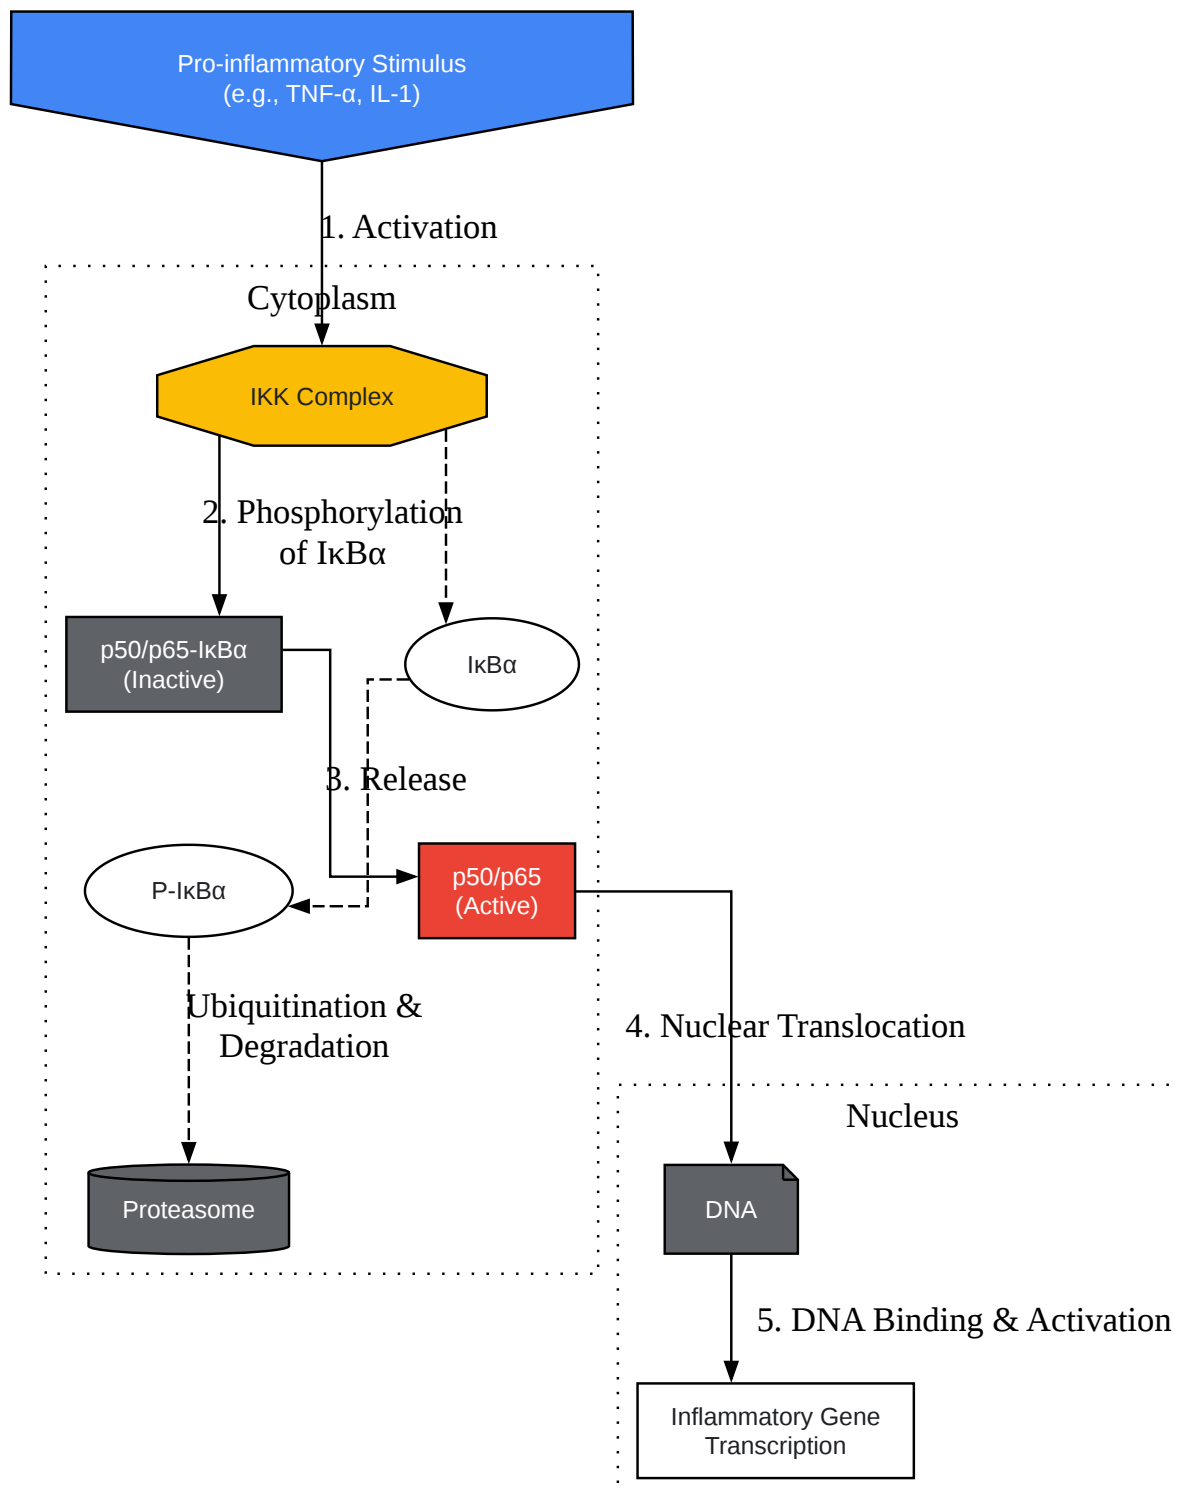 Pro-inflammatory Stimulus
(e.g., TNF-α, IL-1)
1. Activation
Cytoplasm
IKK Complex
2. Phosphorylation
of IκBα
p50/p65-IκBα
(Inactive)
IκBα
3. Release
P-IκBα
p50/p65
(Active)
Ubiquitination &
Degradation
4. Nuclear Translocation
Nucleus
Proteasome
DNA
5. DNA Binding & Activation
Inflammatory Gene
Transcription